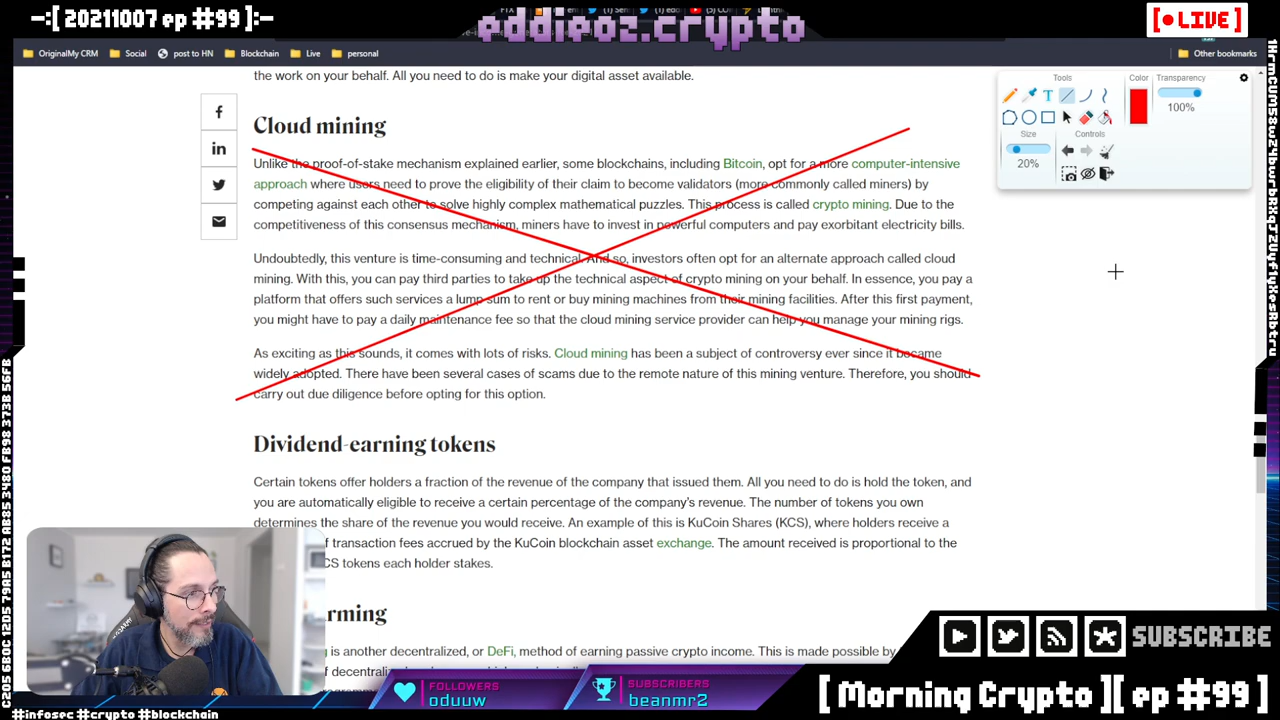 -:[ 20211007 ep #99 ]:-
eddieoz.crypto
[●LIVE]
OriginalMy CRM
Social
post to HN
Blockchain
Live
personal
Other bookmarks
the work on your behalf. All you need to do is make your digital asset available.
Cloud mining
Unlike the proof-of-stake mechanism explained earlier, some blockchains, including Bitcoin, opt for a more computer-intensive
approach where users need to prove the eligibility of their claim to become validators (more commonly called miners) by
competing against each other to solve highly complex mathematical puzzles. This process is called crypto mining. Due to the
competitiveness of this consensus mechanism, miners have to invest in powerful computers and pay exorbitant electricity bills.
Undoubtedly, this venture is time-consuming and technical. And so, investors often opt for an alternate approach called cloud
mining. With this, you can pay third parties to take up the technical aspect of crypto mining on your behalf. In essence, you pay a
platform that offers such services a lump sum to rent or buy mining machines from their mining facilities. After this first payment,
you might have to pay a daily maintenance fee so that the cloud mining service provider can help you manage your mining rigs.
As exciting as this sounds, it comes with lots of risks. Cloud mining has been a subject of controversy ever since it became
widely adopted. There have been several cases of scams due to the remote nature of this mining venture. Therefore, you should
carry out due diligence before opting for this option.
Dividend-earning tokens
Certain tokens offer holders a fraction of the revenue of the company that issued them. All you need to do is hold the token, and
you are automatically eligible to receive a certain percentage of the company's revenue. The number of tokens you own
determines the share of the revenue you would receive. An example of this is KuCoin Shares (KCS), where holders receive a
of transaction fees accrued by the KuCoin blockchain asset exchange. The amount received is proportional to the
CS tokens each holder stakes.
rming
is another decentralized, or DeFi, method of earning passive crypto income. This is made possible by
Tools
Color
Transparency
100%
Size
20%
Controls
SUBSCRIBE
FOLLOWERS
oduuw
SUBSCRIBERS
beanmr2
[ Morning Crypto ][ ep #99 ]
#infosec #crypto #blockchain